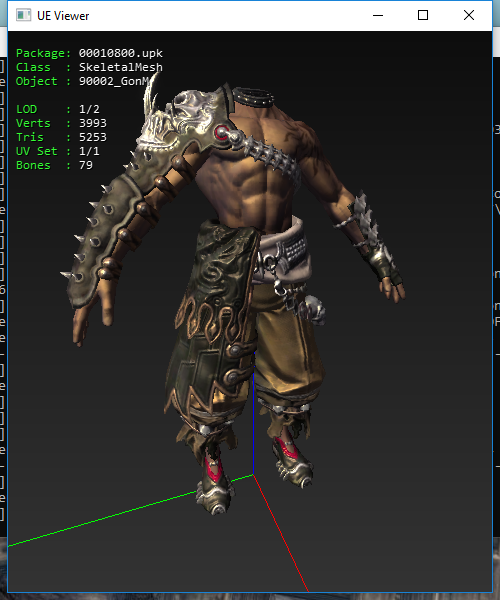 UE Viewer
Package: 00010800.upk
Class : SkeletalMesh
Object : 90002_GonM
LOD : 1/2
Verts : 3993
Tris : 5253
UV Set : 1/1
Bones : 79